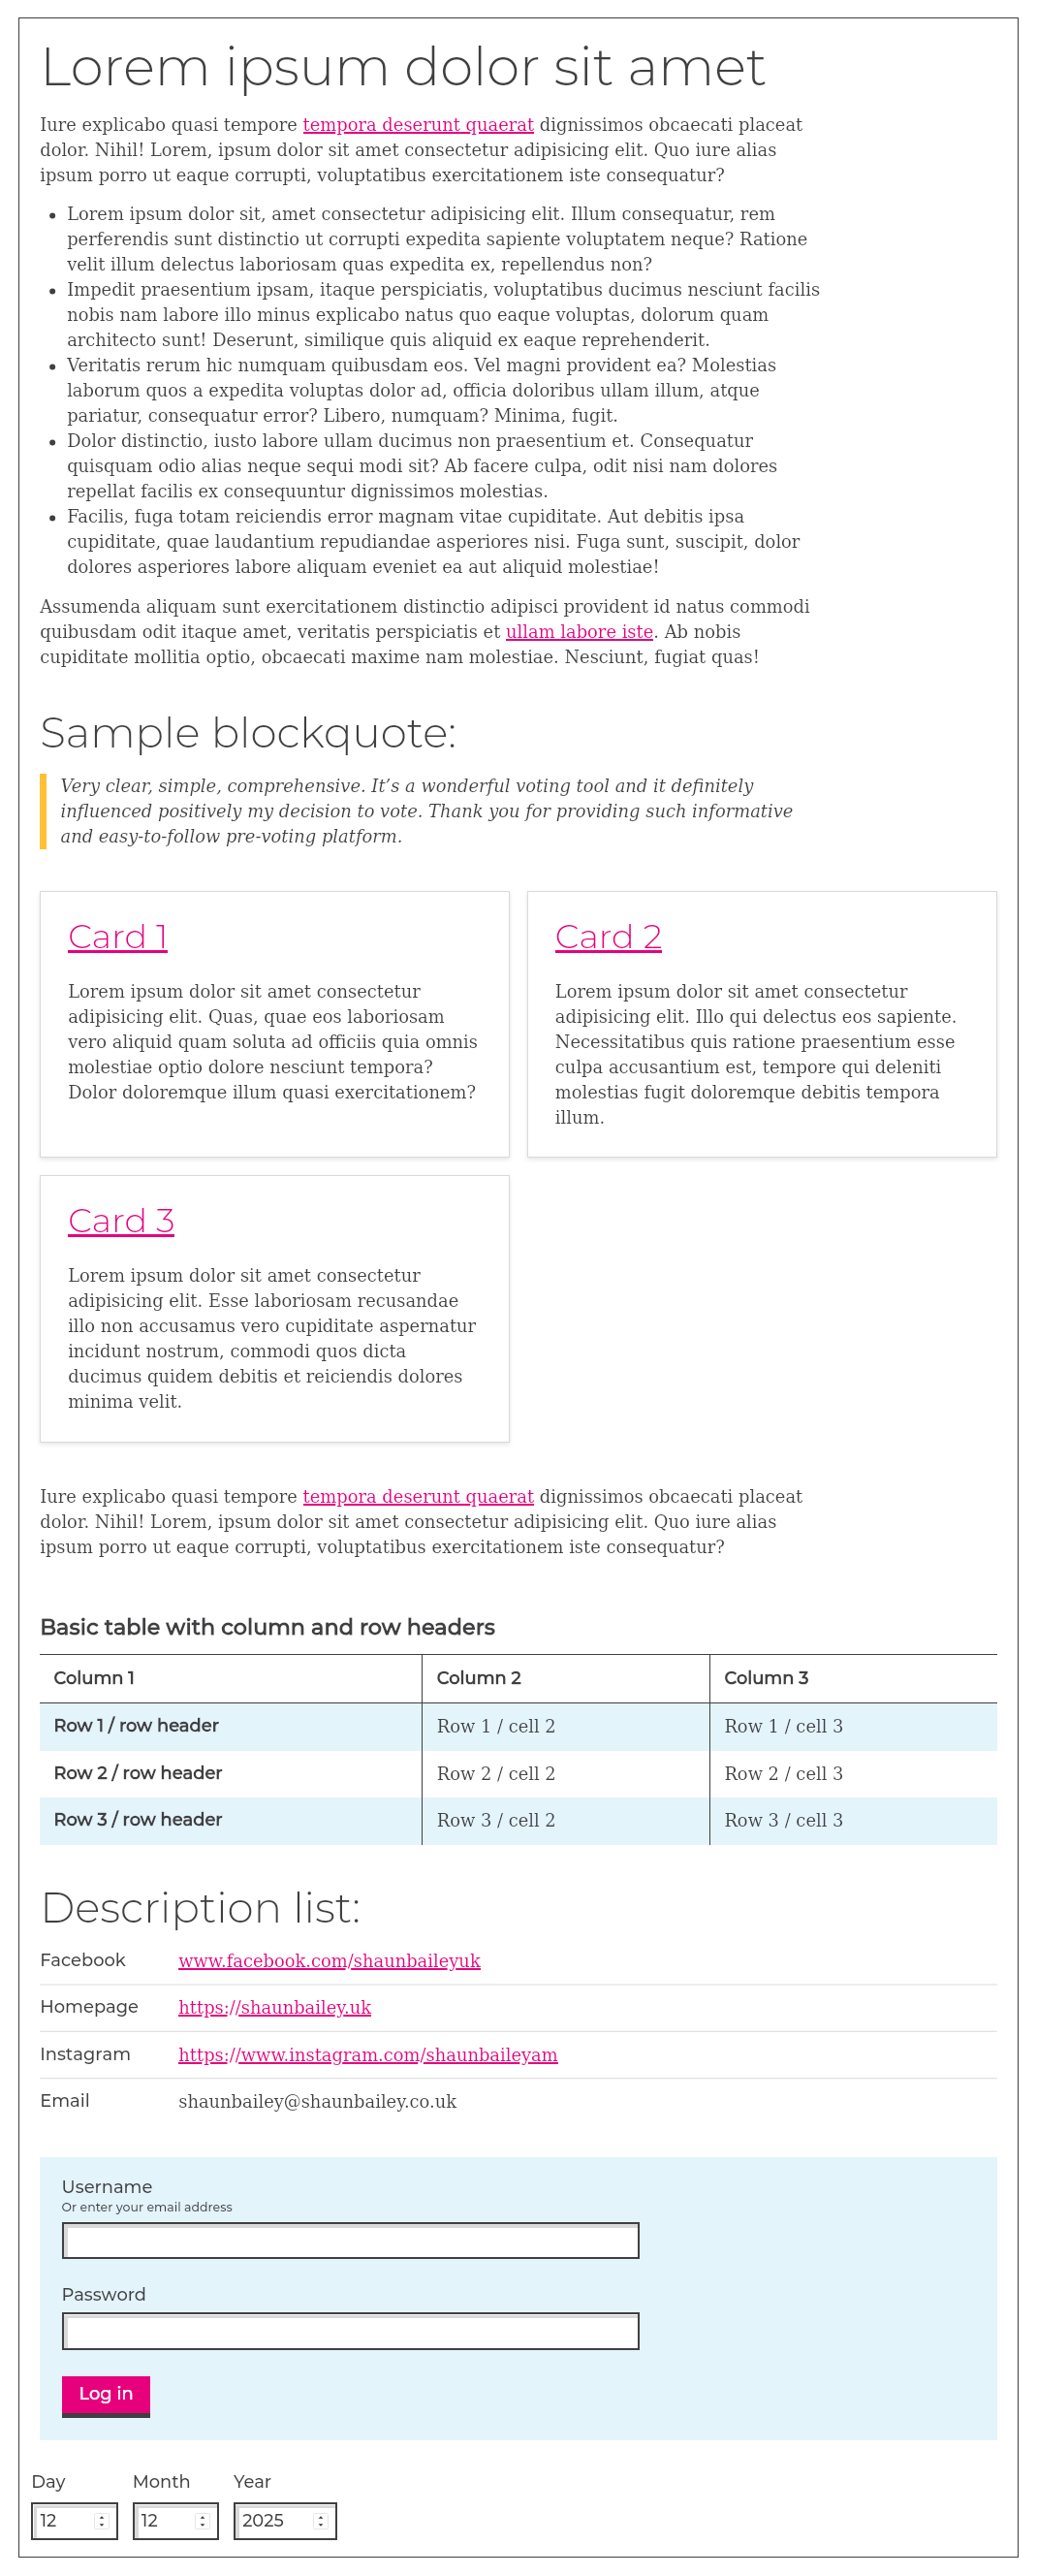 Lorem ipsum dolor sit amet
Iure explicabo quasi tempore tempora deserunt quaerat dignissimos obcaecati placeat
dolor. Nihil! Lorem, ipsum dolor sit amet consectetur adipisicing elit. Quo iure alias
ipsum porro ut eaque corrupti, voluptatibus exercitationem iste consequatur?
• Lorem ipsum dolor sit, amet consectetur adipisicing elit. Illum consequatur, rem
perferendis sunt distinctio ut corrupti expedita sapiente voluptatem neque? Ratione
velit illum delectus laboriosam quas expedita ex, repellendus non?
• Impedit praesentium ipsam, itaque perspiciatis, voluptatibus ducimus nesciunt facilis
nobis nam labore illo minus explicabo natus quo eaque voluptas, dolorum quam
architecto sunt! Deserunt, similique quis aliquid ex eaque reprehenderit.
• Veritatis rerum hic numquam quibusdam eos. Vel magni provident ea? Molestias
laborum quos a expedita voluptas dolor ad, officia doloribus ullam illum, atque
pariatur, consequatur error? Libero, numquam? Minima, fugit.
• Dolor distinctio, iusto labore ullam ducimus non praesentium et. Consequatur
quisquam odio alias neque sequi modi sit? Ab facere culpa, odit nisi nam dolores
repellat facilis ex consequuntur dignissimos molestias.
• Facilis, fuga totam reiciendis error magnam vitae cupiditate. Aut debitis ipsa
cupiditate, quae laudantium repudiandae asperiores nisi. Fuga sunt, suscipit, dolor
dolores asperiores labore aliquam eveniet ea aut aliquid molestiae!
Assumenda aliquam sunt exercitationem distinctio adipisci provident id natus commodi
quibusdam odit itaque amet, veritatis perspiciatis et ullam labore iste. Ab nobis
cupiditate mollitia optio, obcaecati maxime nam molestiae. Nesciunt, fugiat quas!
Sample blockquote:
Very clear, simple, comprehensive. It’s a wonderful voting tool and it definitely
influenced positively my decision to vote. Thank you for providing such informative
and easy-to-follow pre-voting platform.
Card 1
Lorem ipsum dolor sit amet consectetur
adipisicing elit. Quas, quae eos laboriosam
vero aliquid quam soluta ad officiis quia omnis
molestiae optio dolore nesciunt tempora?
Dolor doloremque illum quasi exercitationem?
Card 2
Lorem ipsum dolor sit amet consectetur
adipisicing elit. Illo qui delectus eos sapiente.
Necessitatibus quis ratione praesentium esse
culpa accusantium est, tempore qui deleniti
molestias fugit doloremque debitis tempora
illum.
Card 3
Lorem ipsum dolor sit amet consectetur
adipisicing elit. Esse laboriosam recusandae
illo non accusamus vero cupiditate aspernatur
incidunt nostrum, commodi quos dicta
ducimus quidem debitis et reiciendis dolores
minima velit.
Iure explicabo quasi tempore tempora deserunt quaerat dignissimos obcaecati placeat
dolor. Nihil! Lorem, ipsum dolor sit amet consectetur adipisicing elit. Quo iure alias
ipsum porro ut eaque corrupti, voluptatibus exercitationem iste consequatur?
Basic table with column and row headers
Column 1 Column 2 Column 3
Row 1 / row header Row 1 / cell 2 Row 1 / cell 3
Row 2 / row header Row 2 / cell 2 Row 2 / cell 3
Row 3 / row header Row 3 / cell 2 Row 3 / cell 3
Description list:
Facebook www.facebook.com/shaunbaileyuk
Homepage https://shaunbailey.uk
Instagram https://www.instagram.com/shaunbaileyam
Email shaunbailey@shaunbailey.co.uk
Username
Or enter your email address
Password
Log in
Day Month Year
12 12 2025